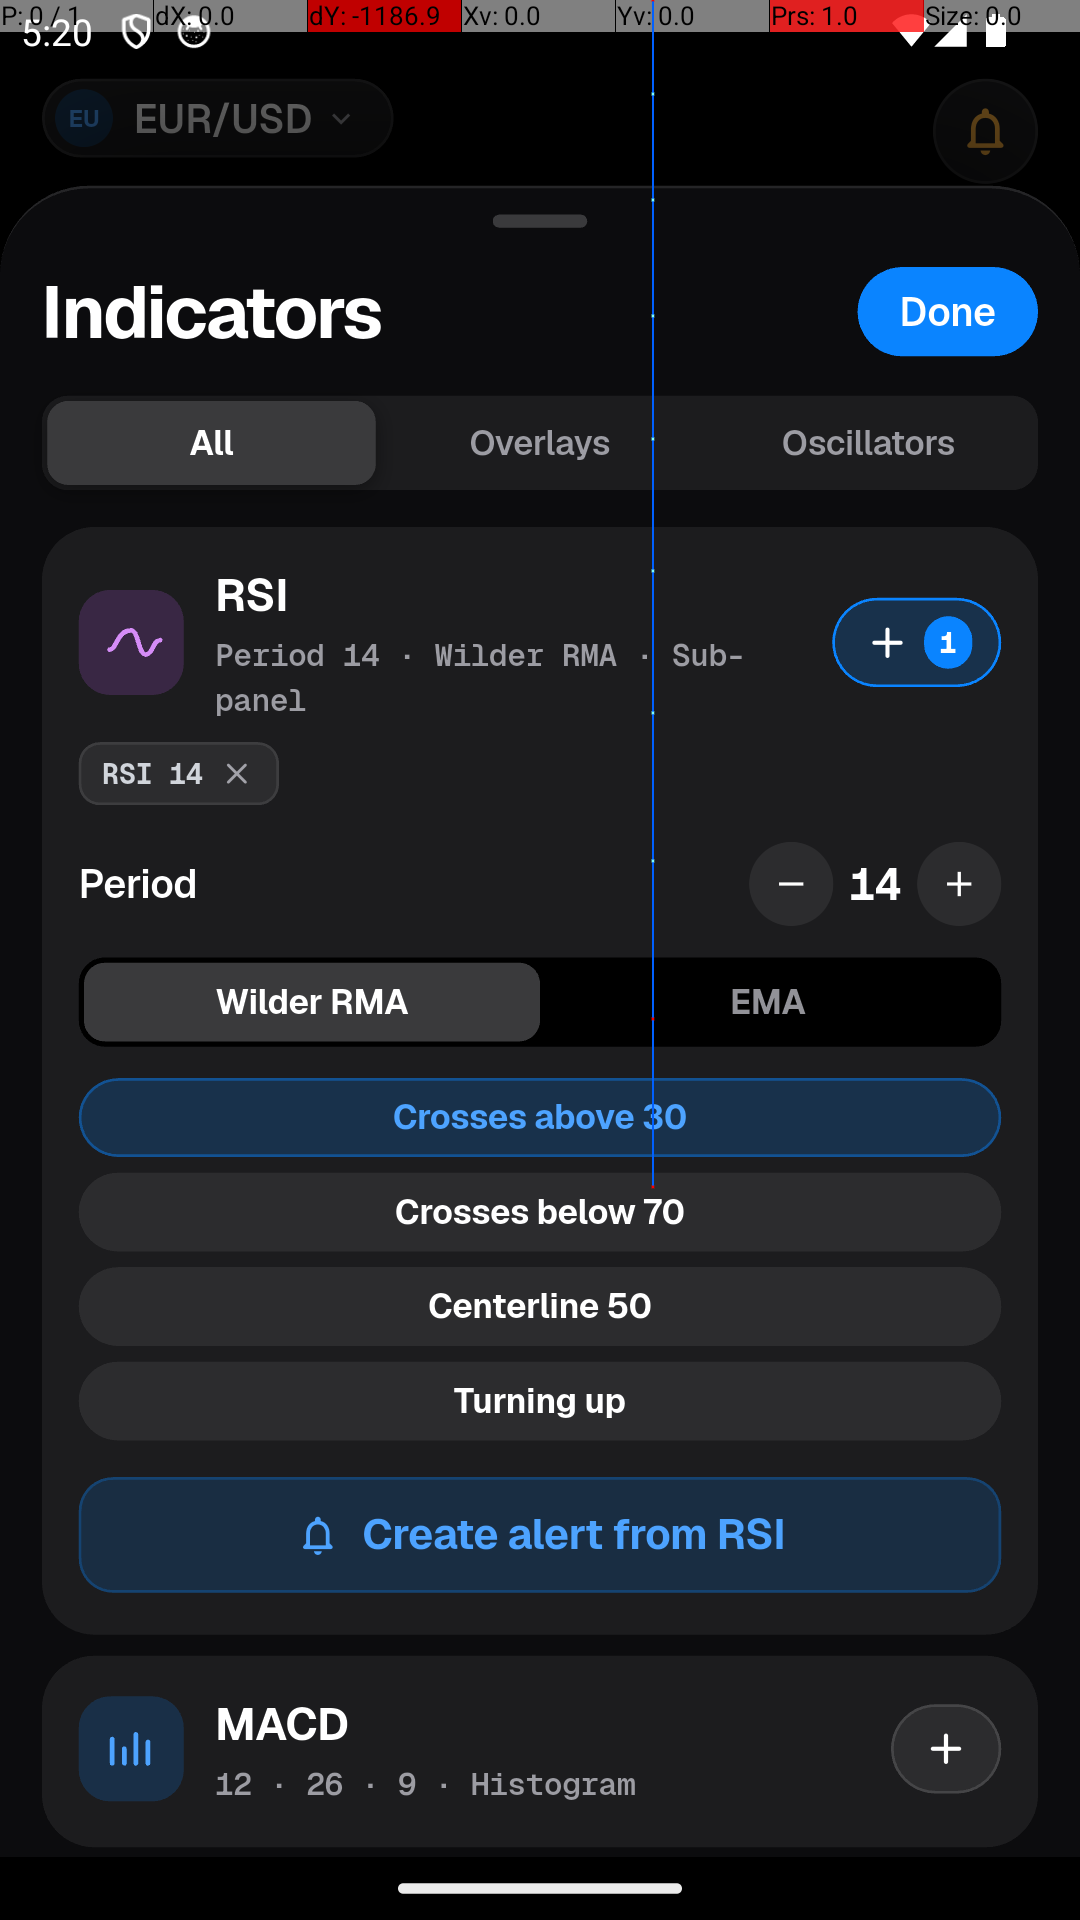 P: 0 / 1 dX: 0.0 dY: -1186.9 Xv: 0.0 Yv: 0.0 Prs: 1.0 Size: 0.0
5:20
EU EUR/USD
Indicators
Done
All Overlays Oscillators
RSI
Period 14 · Wilder RMA · Sub-
panel
1
RSI 14
Period
14
Wilder RMA EMA
Crosses above 30
Crosses below 70
Centerline 50
Turning up
Create alert from RSI
MACD
12 · 26 · 9 · Histogram